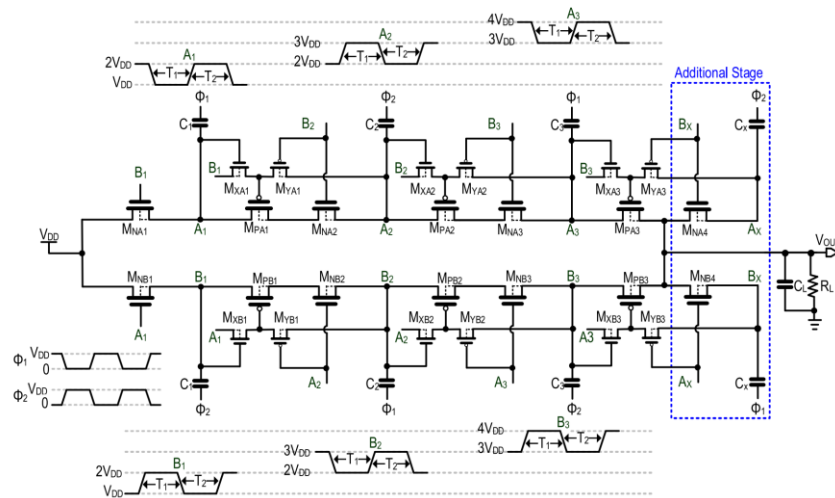 4VDD
A3
3VDD
T1
T2
3VDD
A2
2VDD
T1
T2
2VDD
A1
VDD
T1
T2
Additional Stage
Φ1
Φ2
Φ1
Φ2
C1
B2
C2
B3
C3
BX
CX
B1
B1
MXA1
MYA1
B2
MXA2
MYA2
B3
MXA3
MYA3
MNA1
A1
MPA1
MNA2
A2
MPA2
MNA3
A3
MPA3
MNA4
AX
VDD
MNB1
B1
MPB1
MNB2
B2
MPB2
MNB3
B3
MPB3
MNB4
BX
CL
RL
A1
A1
MXB1
MYB1
A2
MXB2
MYB2
A3
MXB3
MYB3
C1
A2
C2
A3
C3
AX
CX
Φ2
Φ1
Φ2
Φ1
Φ1
VDD
0
Φ2
VDD
0
4VDD
B3
3VDD
T1
T2
3VDD
B2
2VDD
T1
T2
2VDD
B1
VDD
T1
T2